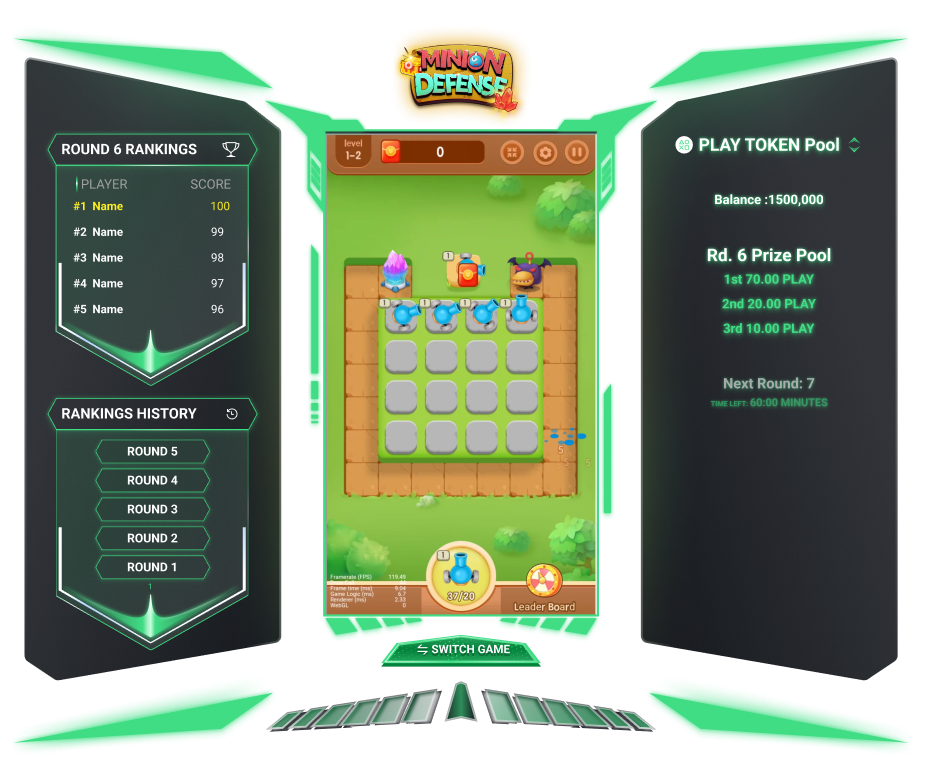 MINION
DEFENSE
ROUND 6 RANKINGS
PLAYER SCORE
#1 Name 100
#2 Name 99
#3 Name 98
#4 Name 97
#5 Name 96
RANKINGS HISTORY
ROUND 5
ROUND 4
ROUND 3
ROUND 2
ROUND 1
1
level
1-2
0
1
1 1 1 1
5
1
37/20
Framerate (FPS) 119.49
Frame time (ms) 9.04
Game Logic (ms) 6.7
Renderer (ms) 2.33
WebGL 0
Leader Board
SWITCH GAME
PLAY TOKEN Pool
Balance :1500,000
Rd. 6 Prize Pool
1st 70.00 PLAY
2nd 20.00 PLAY
3rd 10.00 PLAY
Next Round: 7
TIME LEFT: 60:00 MINUTES